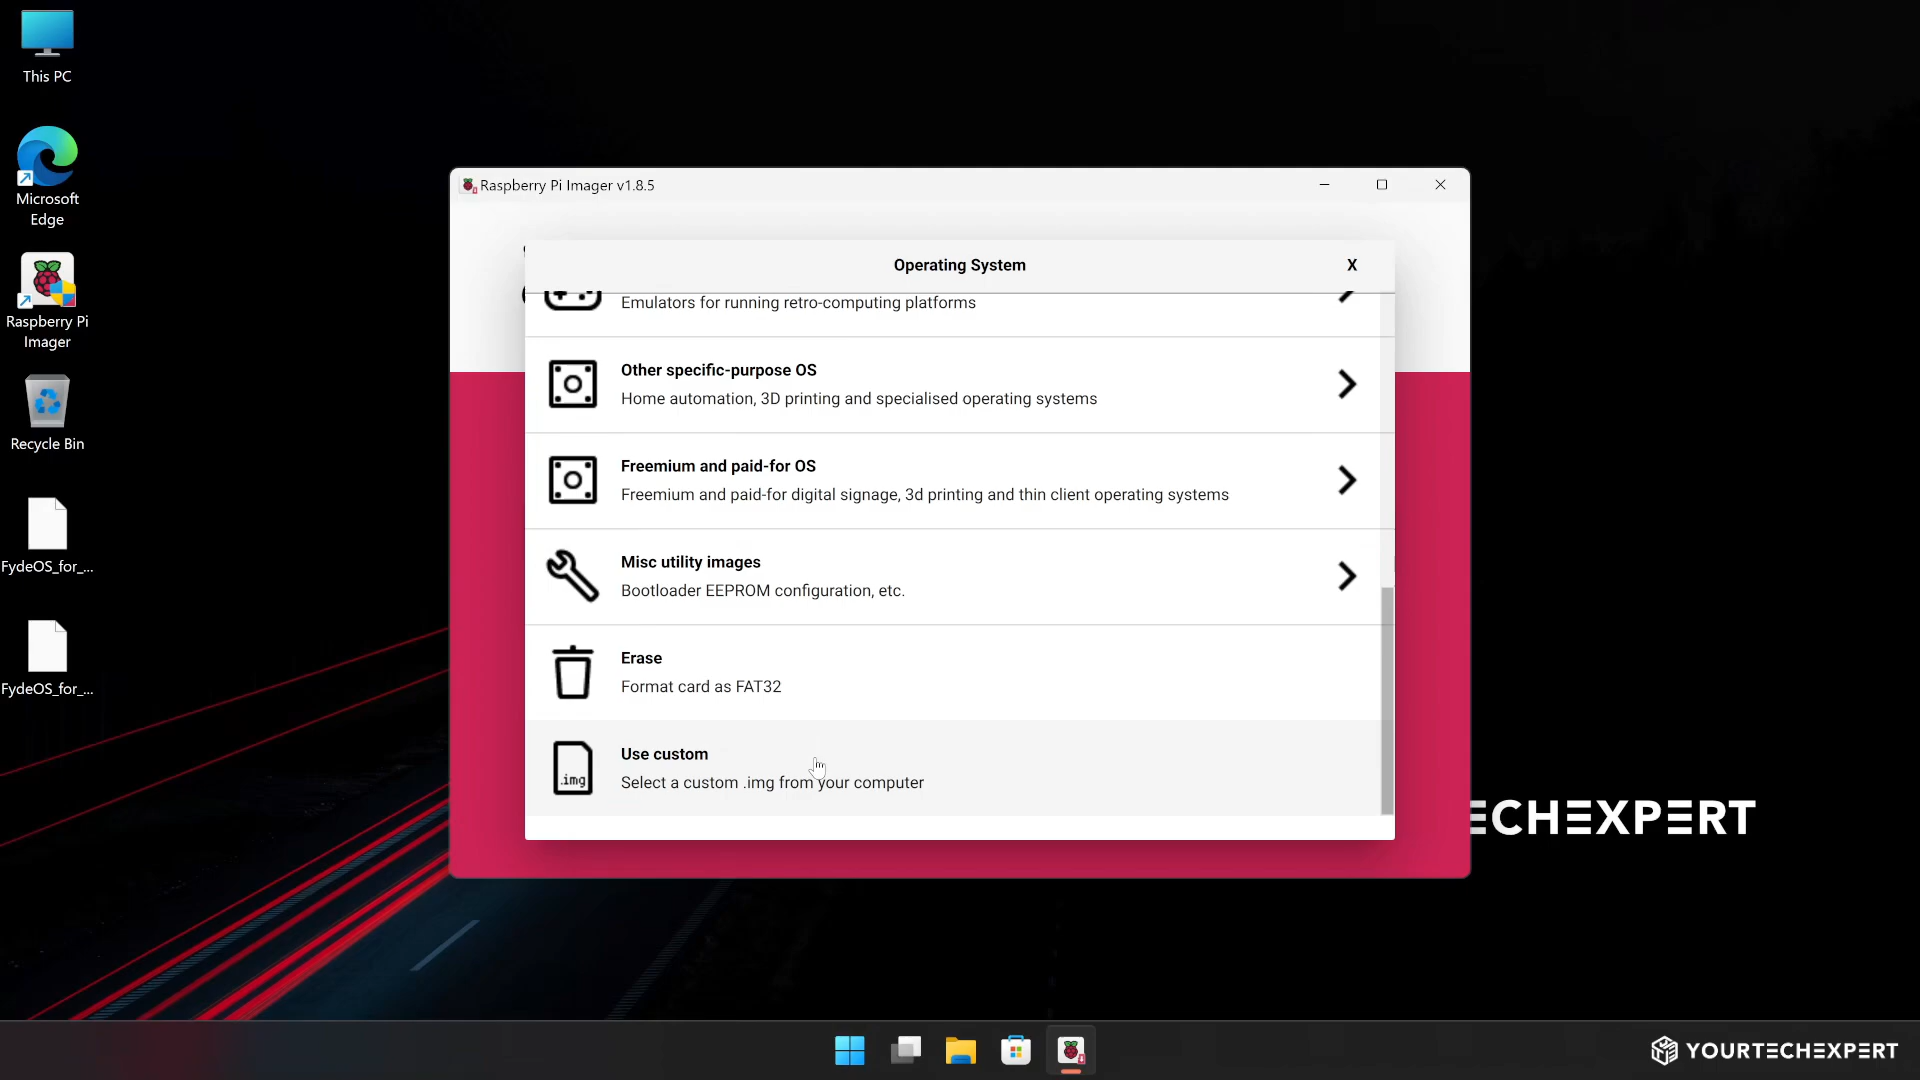 This PC
Microsoft
Edge
Raspberry Pi
Imager
Recycle Bin
FydeOS_for_...
FydeOS_for_...
Raspberry Pi Imager v1.8.5
Operating System
X
Emulators for running retro-computing platforms
Other specific-purpose OS
Home automation, 3D printing and specialised operating systems
Freemium and paid-for OS
Freemium and paid-for digital signage, 3d printing and thin client operating systems
Misc utility images
Bootloader EEPROM configuration, etc.
Erase
Format card as FAT32
.img
Use custom
Select a custom .img from your computer
ECHEXPERT
YOURTECHEXPERT